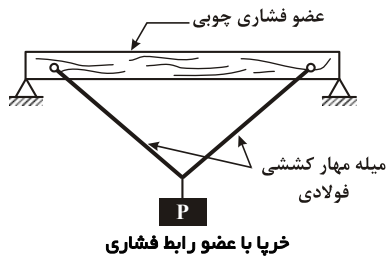 عضو فشاری چوبی
میله مهار کششی
فولادی
P
خرپا با عضو رابط فشاری